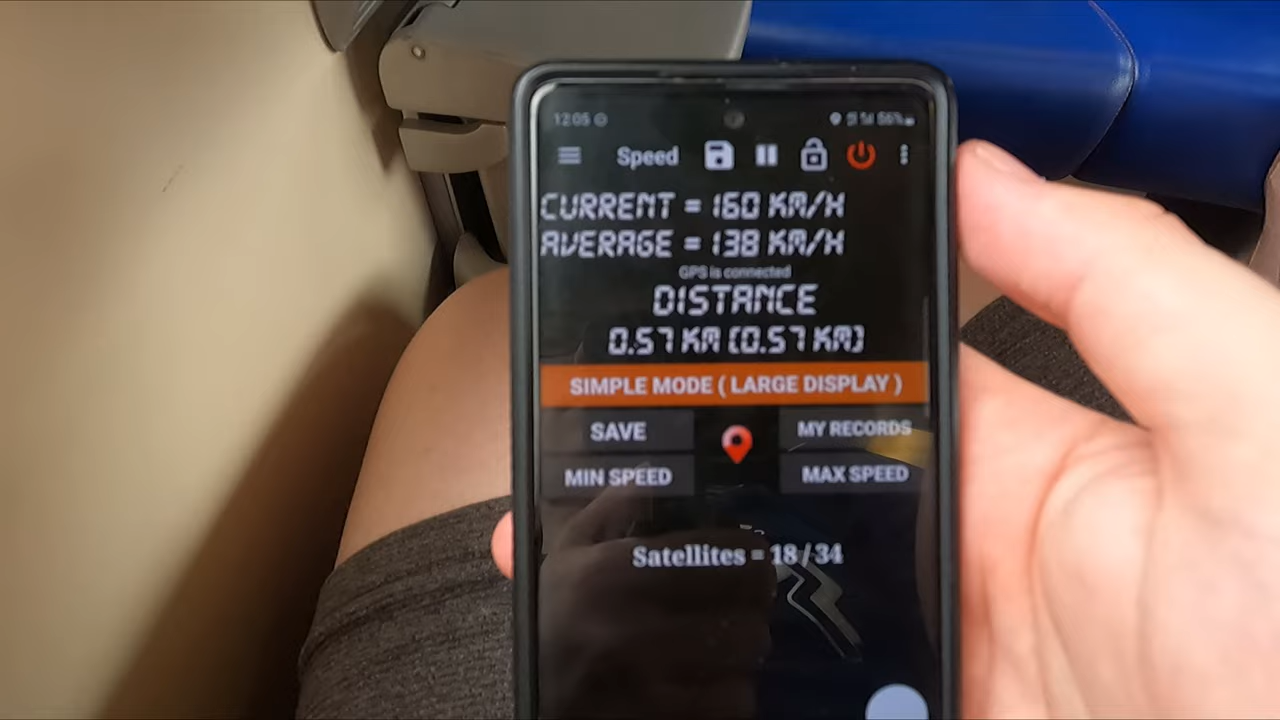 12:05
56%
Speed
CURRENT = 160 KM/H
AVERAGE = 138 KM/H
GPS is connected
DISTANCE
0.57 KM (0.57 KM)
SIMPLE MODE ( LARGE DISPLAY )
SAVE
MY RECORDS
MIN SPEED
MAX SPEED
Satellites = 18/34